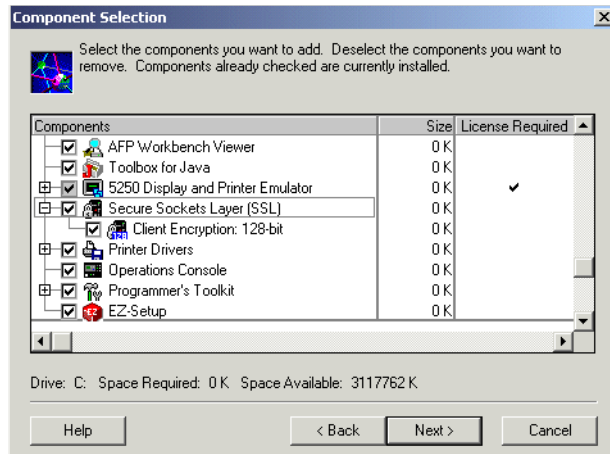 Component Selection
Select the components you want to add. Deselect the components you want to
remove. Components already checked are currently installed.
Components Size License Required
AFP Workbench Viewer 0 K
Toolbox for Java 0 K
5250 Display and Printer Emulator 0 K
Secure Sockets Layer (SSL) 0 K
Client Encryption: 128-bit 0 K
Printer Drivers 0 K
Operations Console 0 K
Programmer's Toolkit 0 K
EZ-Setup 0 K
Drive: C: Space Required: 0 K Space Available: 3117762 K
Help < Back Next > Cancel